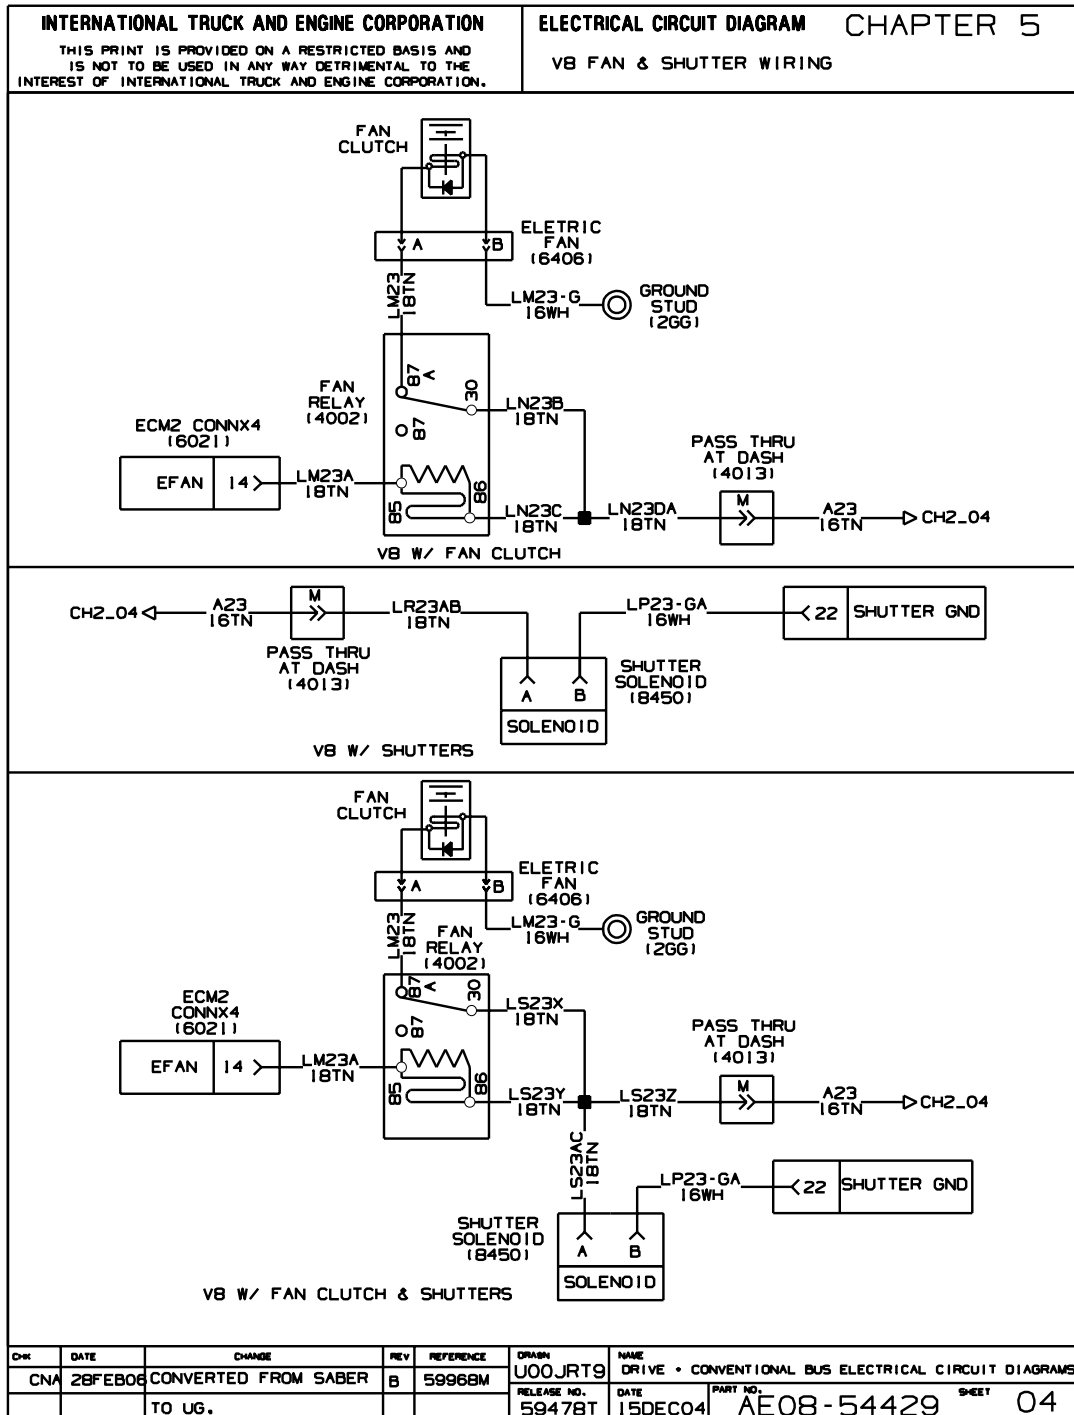 INTERNATIONAL TRUCK AND ENGINE CORPORATION
THIS PRINT IS PROVIDED ON A RESTRICTED BASIS AND
IS NOT TO BE USED IN ANY WAY DETRIMENTAL TO THE
INTEREST OF INTERNATIONAL TRUCK AND ENGINE CORPORATION.
ELECTRICAL CIRCUIT DIAGRAM CHAPTER 5
V8 FAN & SHUTTER WIRING
FAN
CLUTCH
A
B
ELETRIC
FAN
(6406)
LM23
18TN
LM23-G
16WH
GROUND
STUD
(2GG)
FAN
RELAY
(4002)
87
A
30
87
85
86
LN23B
18TN
ECM2 CONNX4
(6021)
EFAN 14
LM23A
18TN
LN23C
18TN
LN23DA
18TN
PASS THRU
AT DASH
(4013)
M
A23
16TN
CH2_04
V8 W/ FAN CLUTCH
CH2_04
A23
16TN
M
PASS THRU
AT DASH
(4013)
LR23AB
18TN
LP23-GA
16WH
22 SHUTTER GND
A B
SOLENOID
SHUTTER
SOLENOID
(8450)
V8 W/ SHUTTERS
FAN
CLUTCH
A
B
ELETRIC
FAN
(6406)
LM23
18TN
LM23-G
16WH
GROUND
STUD
(2GG)
FAN
RELAY
(4002)
87
A
30
87
85
86
LS23X
18TN
ECM2
CONNX4
(6021)
EFAN 14
LM23A
18TN
LS23Y
18TN
LS23Z
18TN
PASS THRU
AT DASH
(4013)
M
A23
16TN
CH2_04
LS23AC
18TN
LP23-GA
16WH
22 SHUTTER GND
SHUTTER
SOLENOID
(8450)
A B
SOLENOID
V8 W/ FAN CLUTCH & SHUTTERS
CHK DATE CHANGE REV REFERENCE
CNA 28FEB06 CONVERTED FROM SABER B 59968M
TO UG.
DRAWN
U00JRT9
NAME
DRIVE • CONVENTIONAL BUS ELECTRICAL CIRCUIT DIAGRAMS
RELEASE NO.
59478T
DATE
15DEC04
PART NO.
AE08-54429
SHEET 04